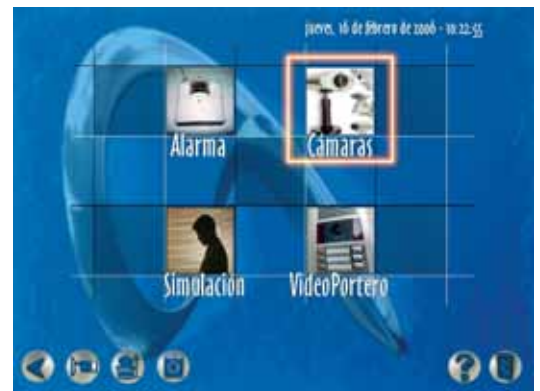 jueves, 16 de febrero de 2006 - 10:22:55
Alarma
Cámaras
Simulación
VideoPortero
?